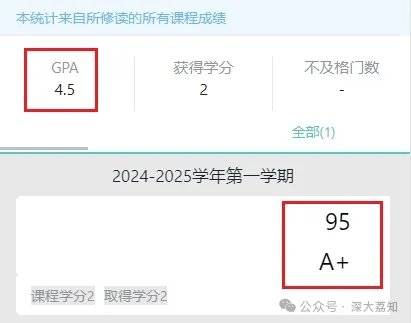 本统计来自所修读的所有课程成绩
GPA 获得学分 不及格门数
4.5 2 -
全部(1)
2024-2025学年第一学期
95
A+
课程学分2 取得学分2
公众号·深大荔知